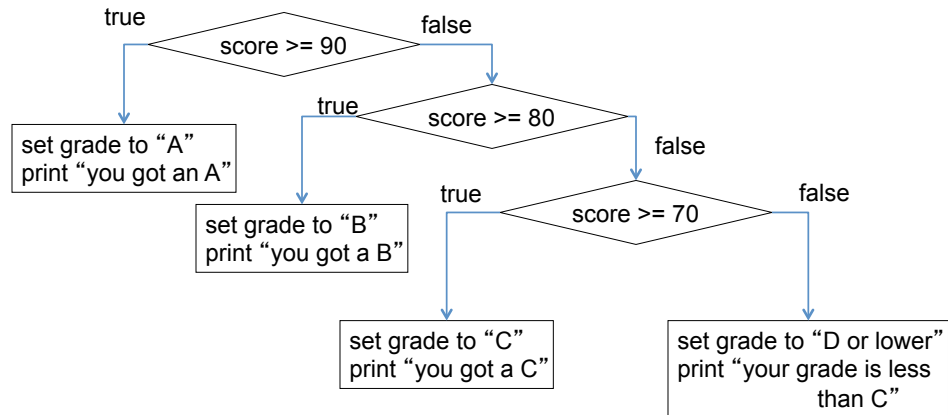 true
score >= 90
false
true
score >= 80
false
set grade to “A”
print “you got an A”
true
score >= 70
false
set grade to “B”
print “you got a B”
set grade to “C”
print “you got a C”
set grade to “D or lower”
print “your grade is less
than C”